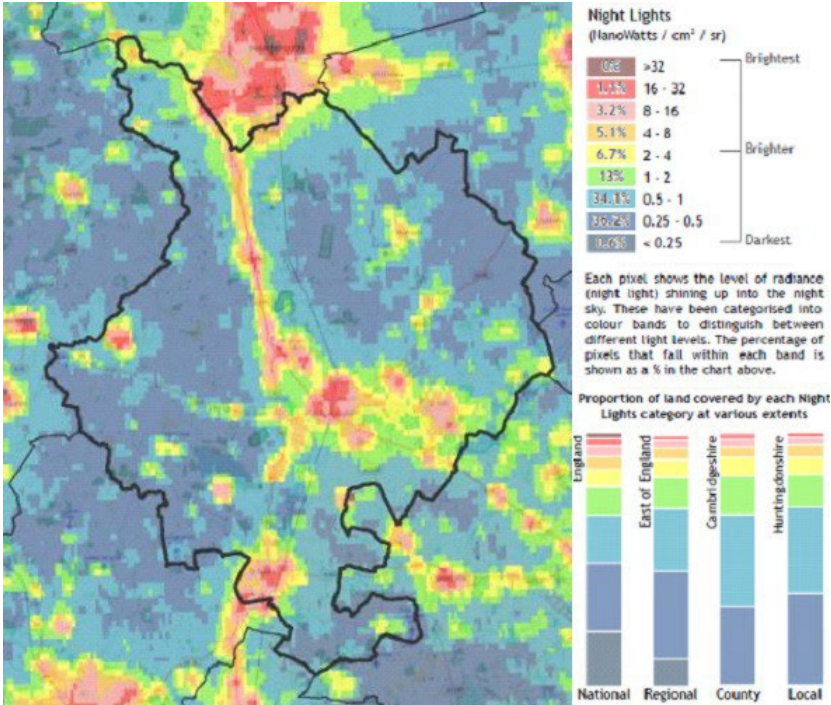 Night Lights
(NanoWatts / cm² / sr)
>32
1.1% 16 - 32
3.2% 8 - 16
5.1% 4 - 8
6.7% 2 - 4
13% 1 - 2
34.1% 0.5 - 1
36.2% 0.25 - 0.5
0.6% < 0.25
Brightest
Brighter
Darkest
Each pixel shows the level of radiance
(night light) shining up into the night
sky. These have been categorised into
colour bands to distinguish between
different light levels. The percentage of
pixels that fall within each band is
shown as a % in the chart above.
Proportion of land covered by each Night
Lights category at various extents
England
East of England
Cambridgeshire
Huntingdonshire
National
Regional
County
Local